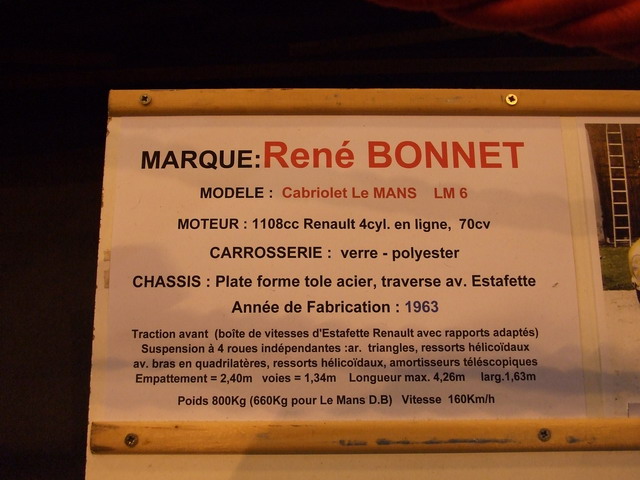 MARQUE:René BONNET
MODELE : Cabriolet Le MANS LM 6
MOTEUR : 1108cc Renault 4cyl. en ligne, 70cv
CARROSSERIE : verre - polyester
CHASSIS : Plate forme tole acier, traverse av. Estafette
Année de Fabrication : 1963
Traction avant (boîte de vitesses d'Estafette Renault avec rapports adaptés)
Suspension à 4 roues indépendantes :ar. triangles, ressorts hélicoïdaux
av. bras en quadrilatères, ressorts hélicoïdaux, amortisseurs téléscopiques
Empattement = 2,40m voies = 1,34m Longueur max. 4,26m larg.1,63m
Poids 800Kg (660Kg pour Le Mans D.B) Vitesse 160Km/h